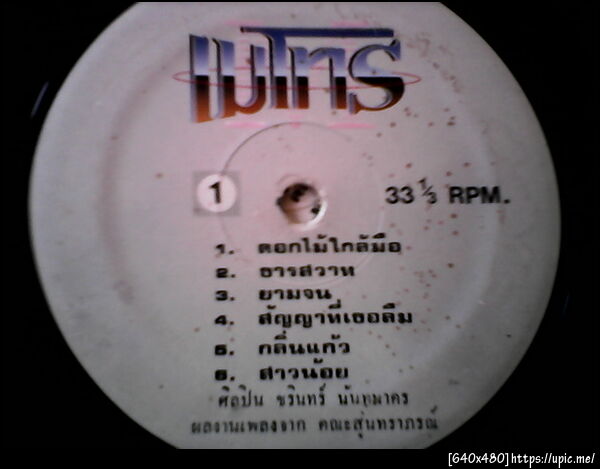 แมโทร
1
33 1/3 RPM.
1. ดอกไม้ใกล้มือ
2. ธารสวาท
3. ยามจน
4. สัญญาที่เธอลืม
5. กลิ่นแก้ว
6. สาวน้อย
ศิลปิน ชรินทร์ นันทนาคร
ผลงานเพลงจาก คณะสุนทราภรณ์
[640x480]https://upic.me/